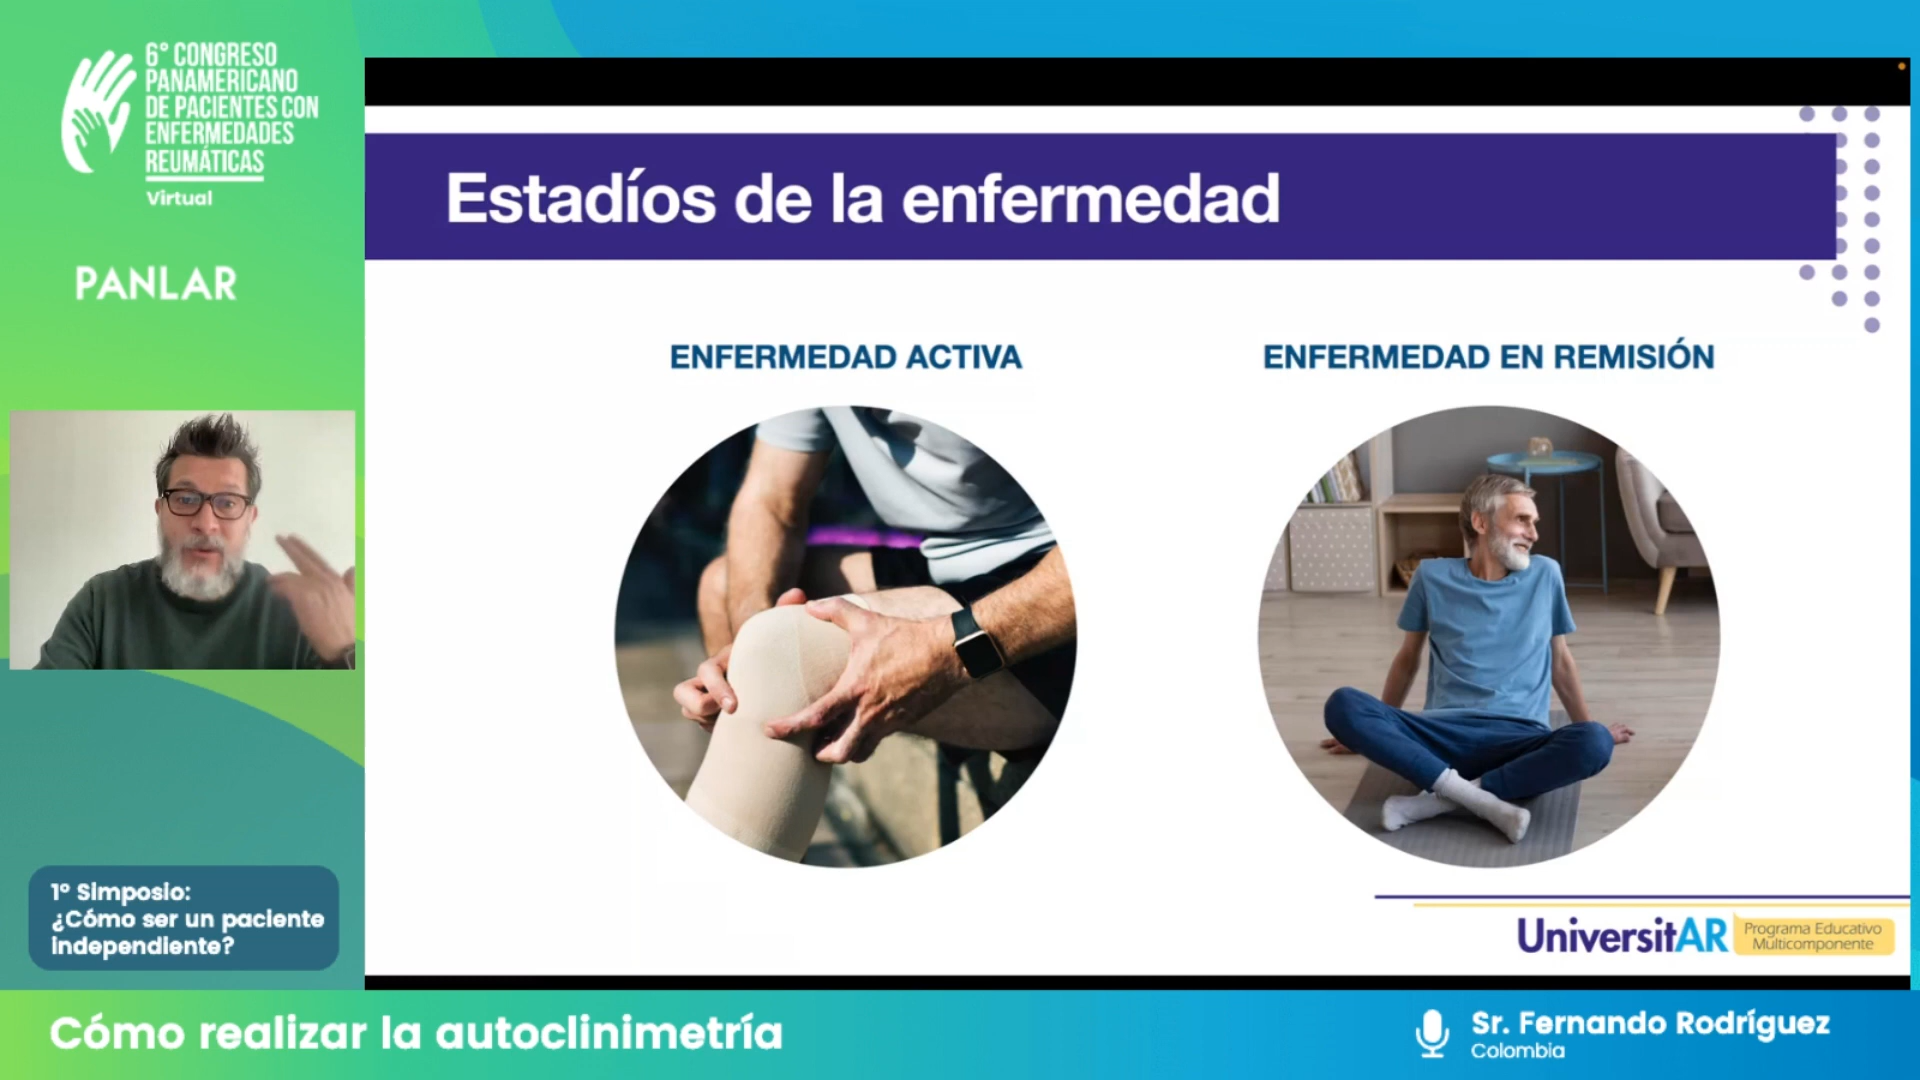 6° CONGRESO
PANAMERICANO
DE PACIENTES CON
ENFERMEDADES
REUMÁTICAS
Virtual
PANLAR
Estadíos de la enfermedad
ENFERMEDAD ACTIVA
ENFERMEDAD EN REMISIÓN
1° Simposio:
¿Cómo ser un paciente
independiente?
UniversitAR
Programa Educativo
Multicomponente
Cómo realizar la autoclinimetría
Sr. Fernando Rodríguez
Colombia